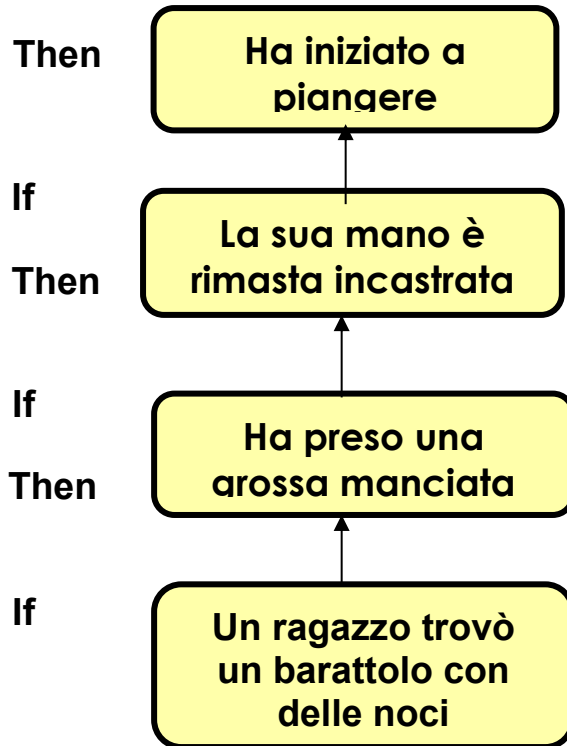 Then
Ha iniziato a
piangere
If
La sua mano è
Then
rimasta incastrata
If
Ha preso una
Then
grossa manciata
If
Un ragazzo trovò
un barattolo con
delle noci